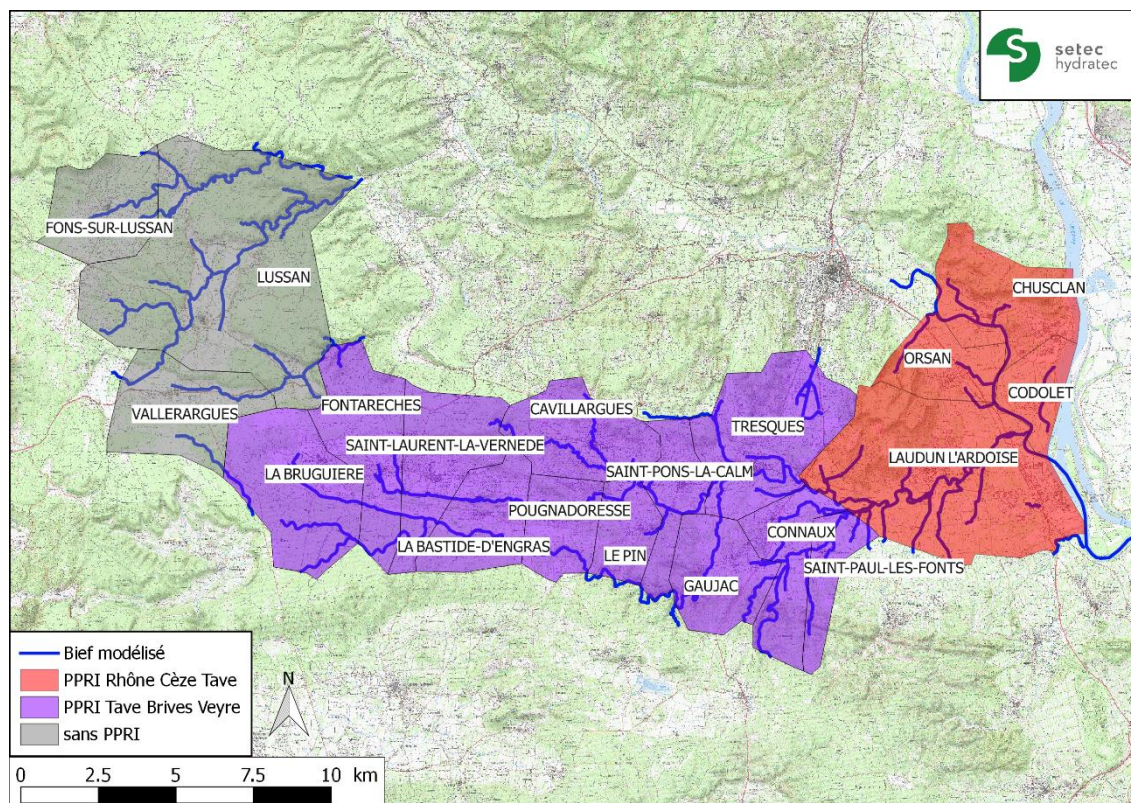 setec
hydratec
FONS-SUR-LUSSAN
LUSSAN
CHUSCLAN
ORSAN
CODOLET
VALLERARGUES
FONTARECHES
CAVILLARGUES
TRESQUES
SAINT-LAURENT-LA-VERNEDE
LA BRUGUIERE
SAINT-PONS-LA-CALM
LAUDUN L'ARDOISE
POUGNADORESSE
CONNAUX
LA BASTIDE-D'ENGRAS
LE PIN
SAINT-PAUL-LES-FONTS
GAUJAC
Bief modélisé
PPRI Rhône Cèze Tave
PPRI Tave Brives Veyre
sans PPRI
N
0 2.5 5 7.5 10 km